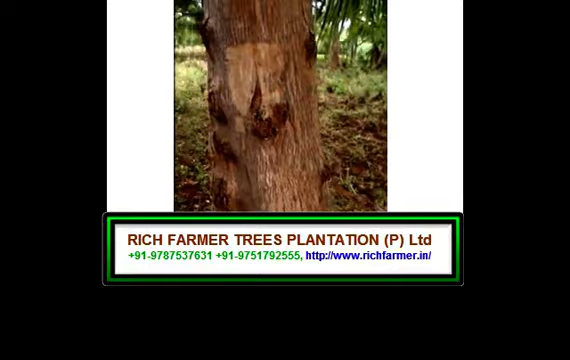 RICH FARMER TREES PLANTATION (P) Ltd
+91-9787537631 +91-9751792555, http://www.richfarmer.in/